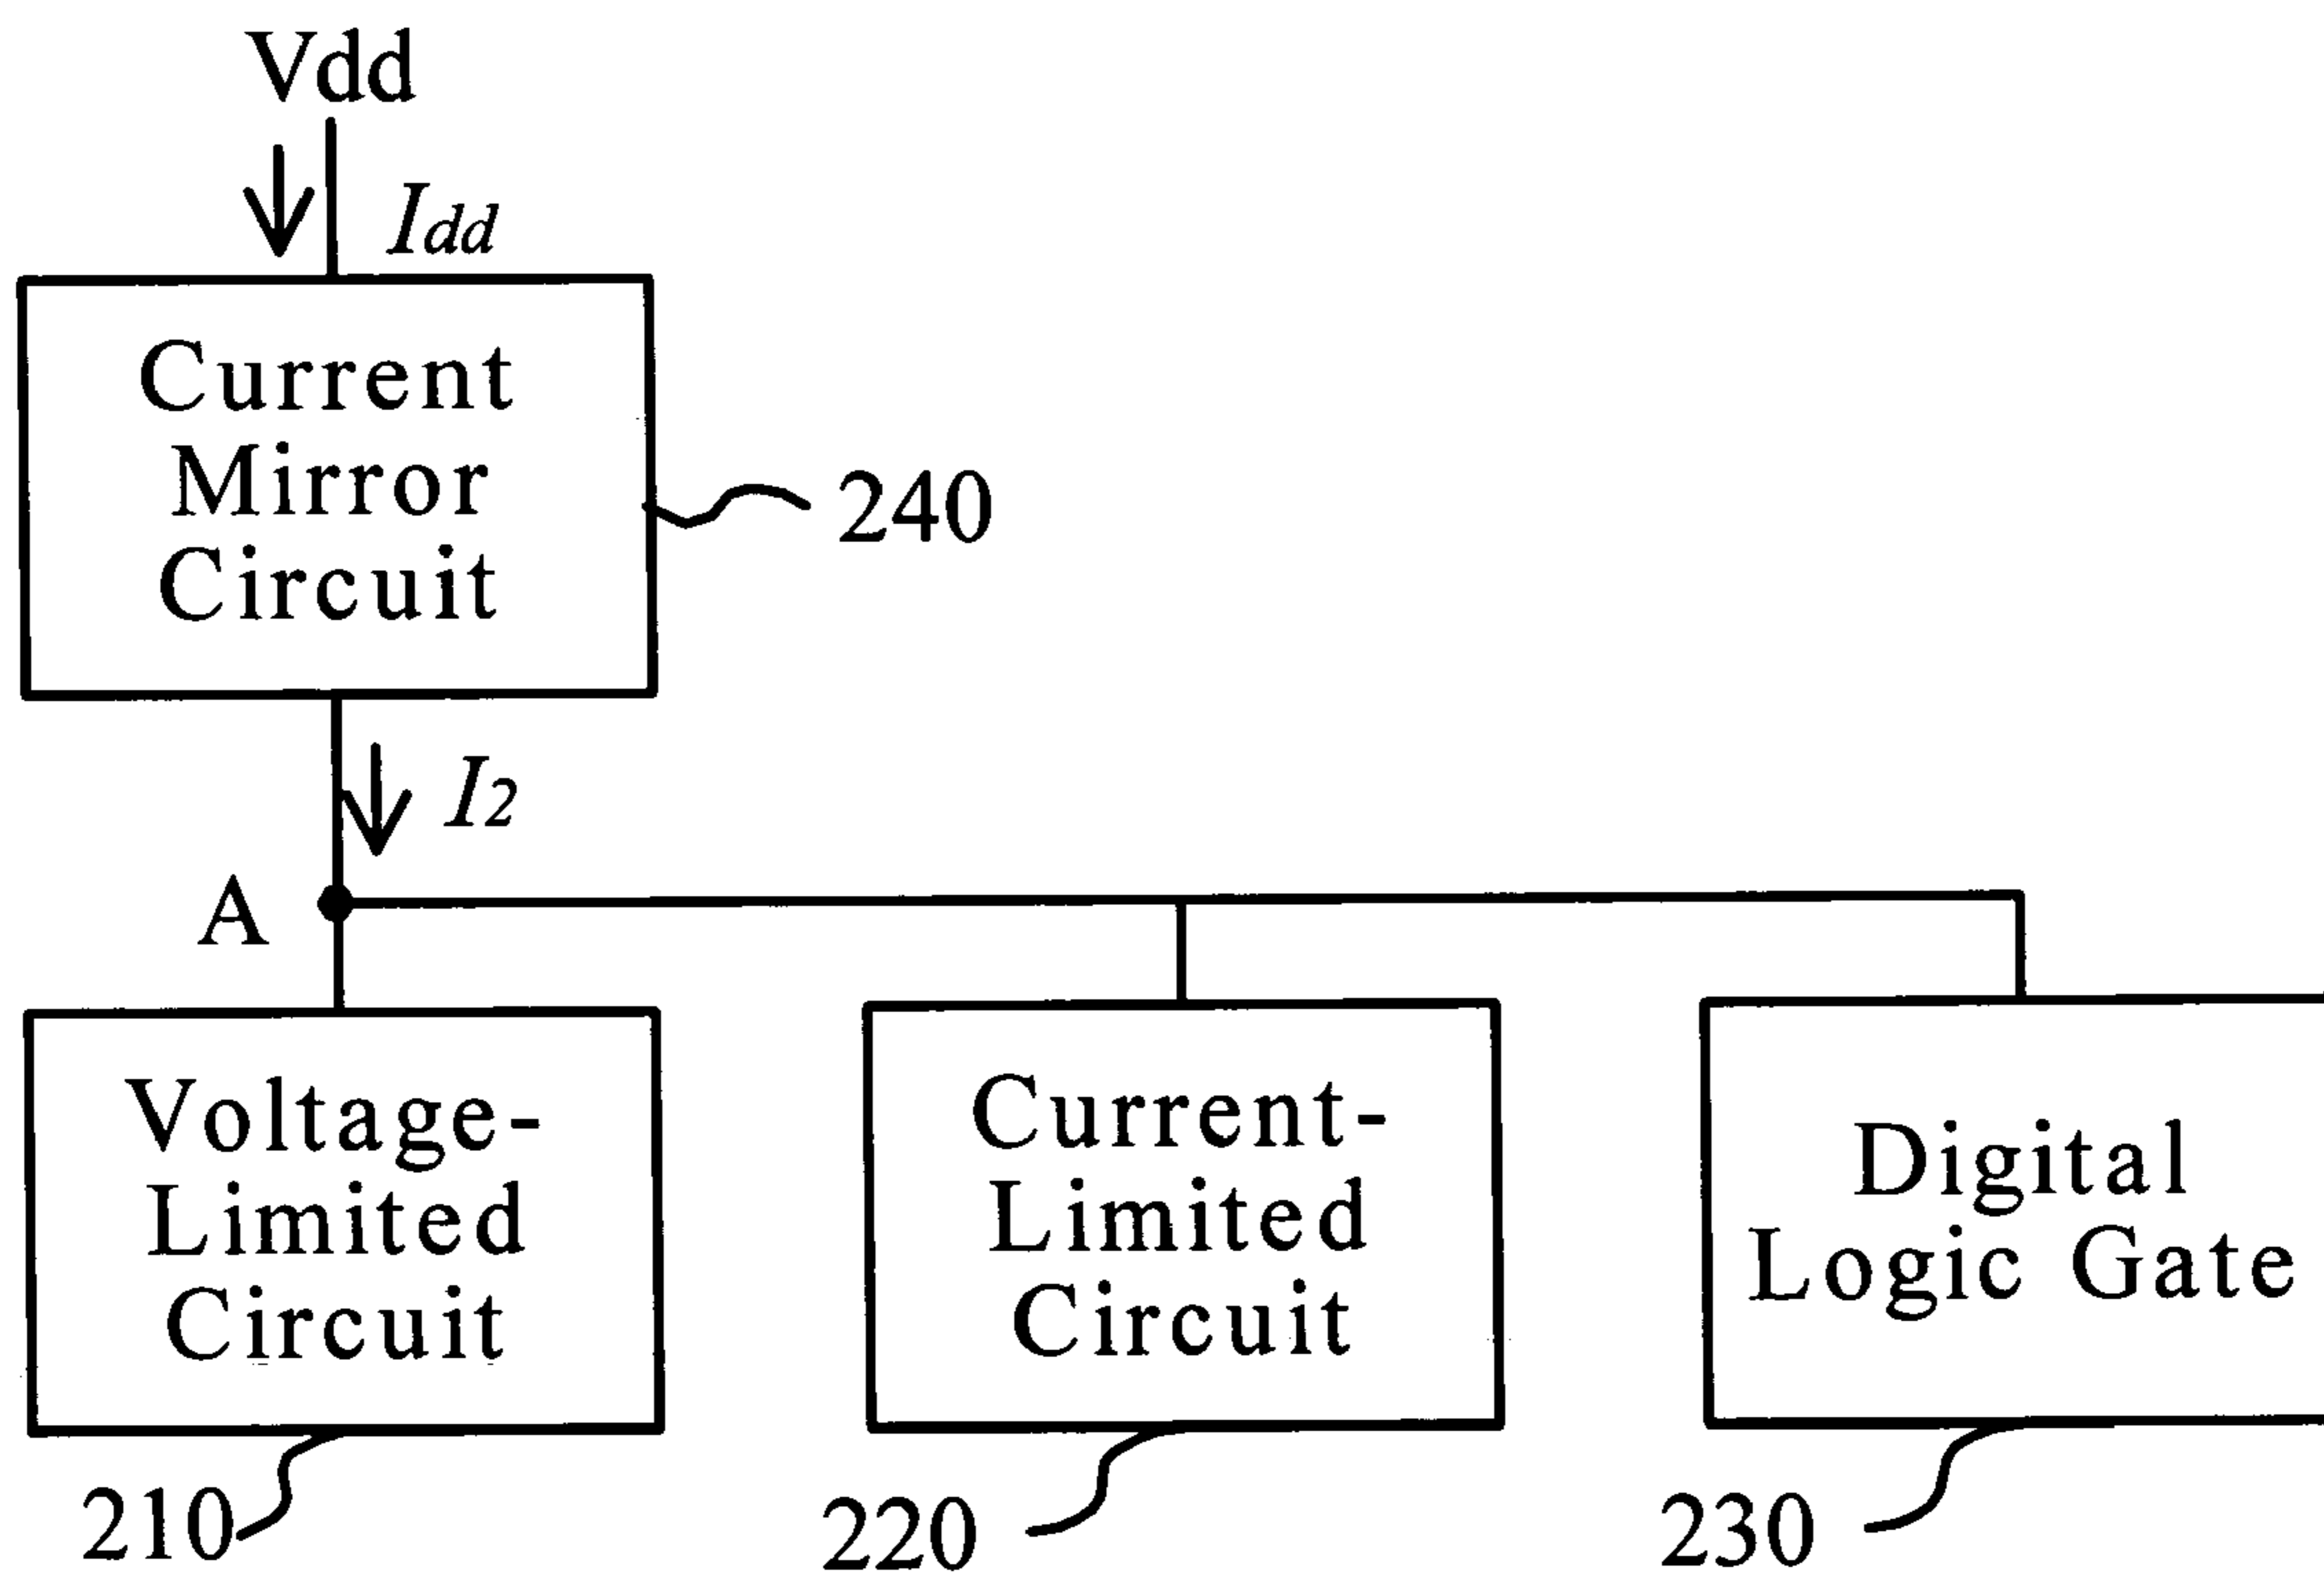 Vdd
Idd
Current
Mirror
Circuit
240
I2
A
Voltage-
Limited
Circuit
Current-
Limited
Circuit
Digital
Logic Gate
210
220
230